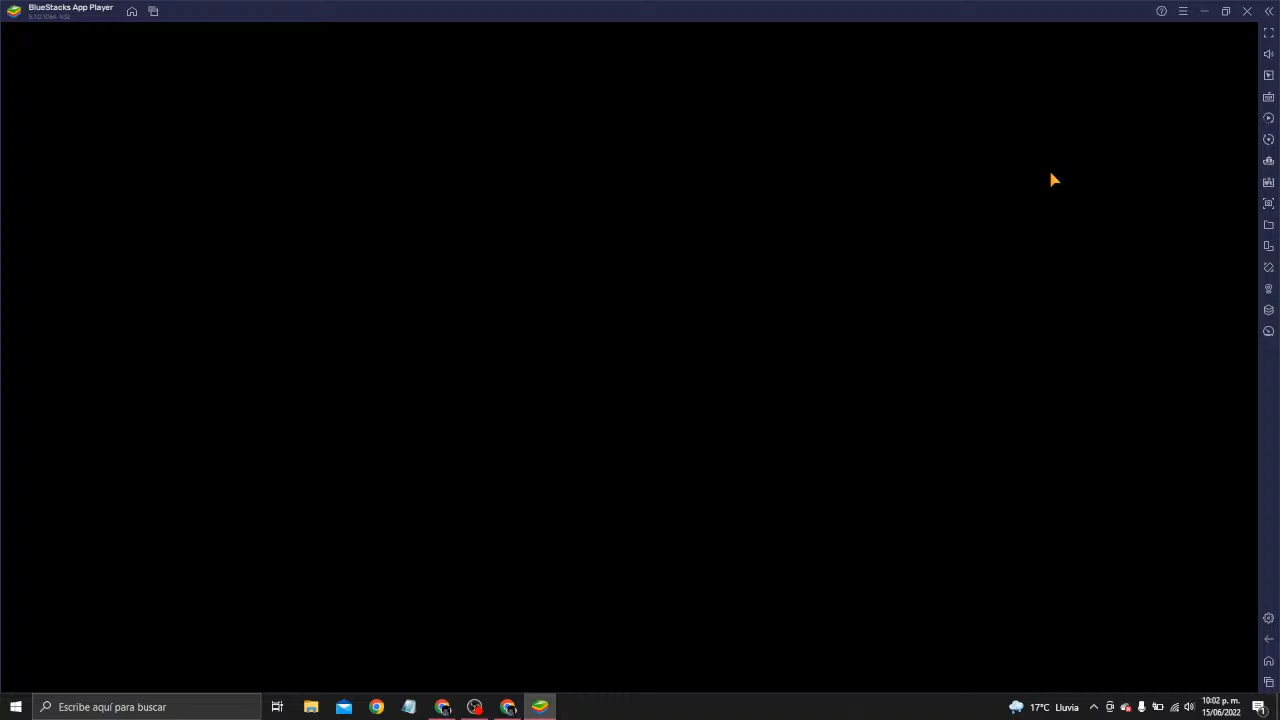 BlueStacks App Player
Escribe aquí para buscar
17°C Lluvia
10:02 p. m.
15/06/2022